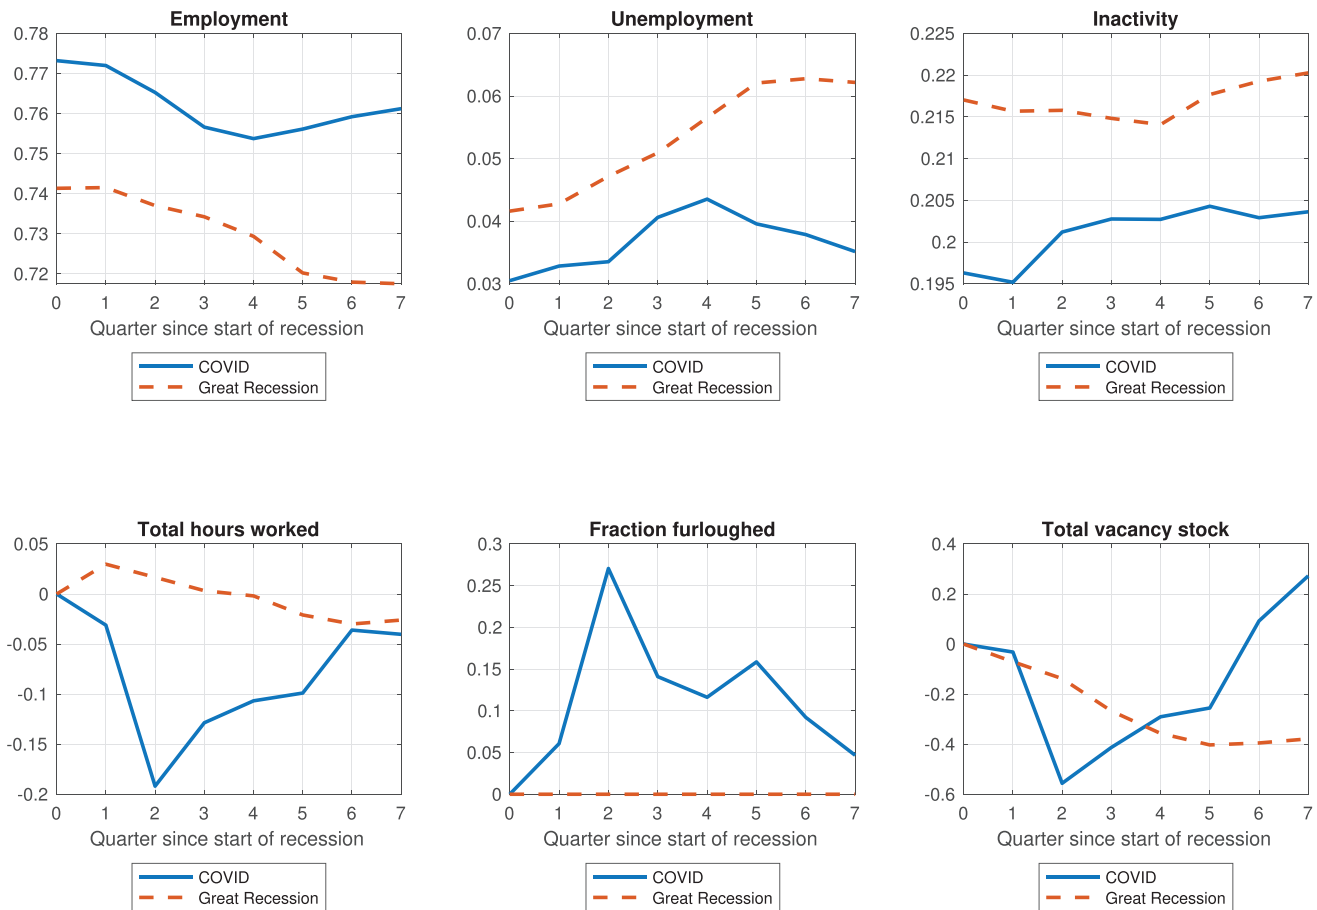 Employment
0.78
0.77
0.76
0.75
0.74
0.73
0.72
0 1 2 3 4 5 6 7
Quarter since start of recession
COVID
Great Recession
Unemployment
0.07
0.06
0.05
0.04
0.03
0 1 2 3 4 5 6 7
Quarter since start of recession
COVID
Great Recession
Inactivity
0.225
0.22
0.215
0.21
0.205
0.2
0.195
0 1 2 3 4 5 6 7
Quarter since start of recession
COVID
Great Recession
Total hours worked
0.05
0
-0.05
-0.1
-0.15
-0.2
0 1 2 3 4 5 6 7
Quarter since start of recession
COVID
Great Recession
Fraction furloughed
0.3
0.25
0.2
0.15
0.1
0.05
0
0 1 2 3 4 5 6 7
Quarter since start of recession
COVID
Great Recession
Total vacancy stock
0.4
0.2
0
-0.2
-0.4
-0.6
0 1 2 3 4 5 6 7
Quarter since start of recession
COVID
Great Recession